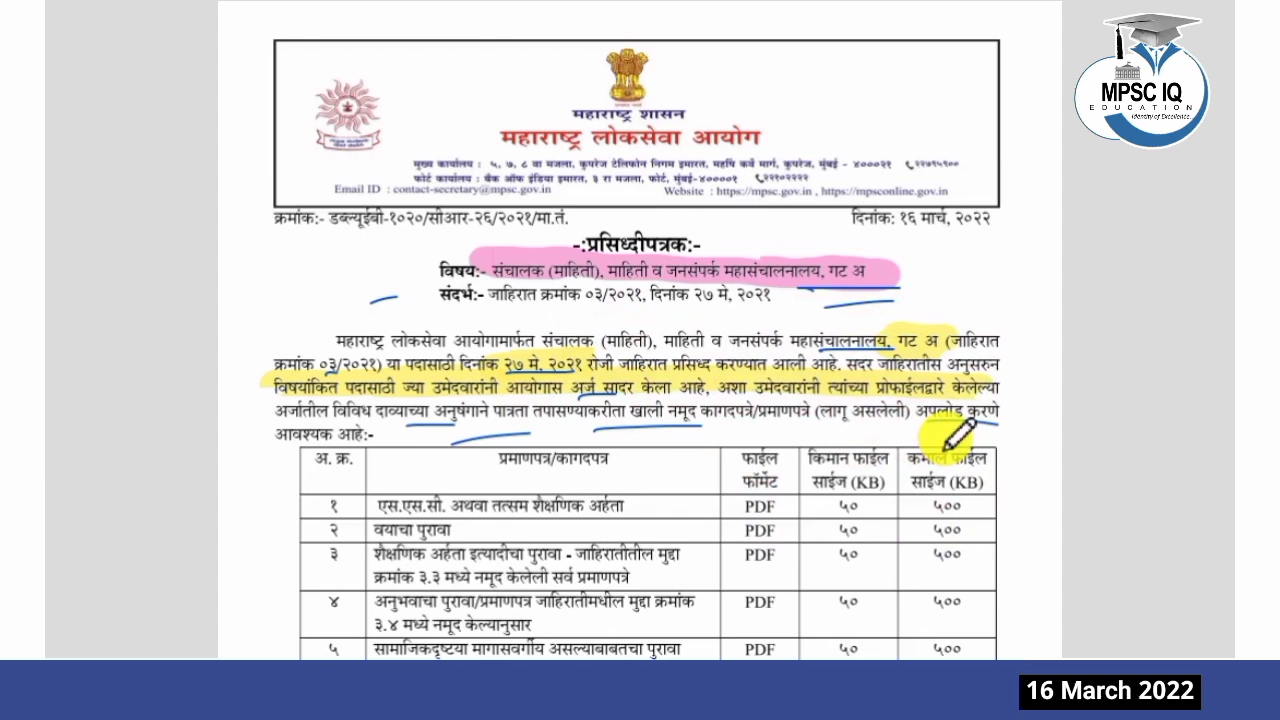 महाराष्ट्र शासन
महाराष्ट्र लोकसेवा आयोग
मुख्य कार्यालय : ५, ७, ८ वा मजला, कुपरेज टेलिफोन निगम इमारत, महर्षि कर्वे मार्ग, कुपरेज, मुंबई - ४०००२१ २२७९५९००
फोर्ट कार्यालय : बँक ऑफ इंडिया इमारत, ३ रा मजला, फोर्ट, मुंबई-४००००१ २२१०२२२२
Email ID : contact-secretary@mpsc.gov.in Website : https://mpsc.gov.in , https://mpsconline.gov.in
MPSC IQ
EDUCATION
Identity of Excellence.
क्रमांक:- डब्ल्यूईबी-१०२०/सीआर-२६/२०२१/मा.तं. दिनांक: १६ मार्च, २०२२
-:प्रसिध्दीपत्रक:-
विषय:- संचालक (माहिती), माहिती व जनसंपर्क महासंचालनालय, गट अ
संदर्भ:- जाहिरात क्रमांक ०३/२०२१, दिनांक २७ मे, २०२१
महाराष्ट्र लोकसेवा आयोगामार्फत संचालक (माहिती), माहिती व जनसंपर्क महासंचालनालय, गट अ (जाहिरात
क्रमांक ०३/२०२१) या पदासाठी दिनांक २७ मे, २०२१ रोजी जाहिरात प्रसिध्द करण्यात आली आहे. सदर जाहिरातीस अनुसरुन
विषयांकित पदासाठी ज्या उमेदवारांनी आयोगास अर्ज सादर केला आहे, अशा उमेदवारांनी त्यांच्या प्रोफाईलद्वारे केलेल्या
अर्जातील विविध दाव्याच्या अनुषंगाने पात्रता तपासण्याकरीता खाली नमूद कागदपत्रे/प्रमाणपत्रे (लागू असलेली) अपलोड करणे
आवश्यक आहे:-
अ. क्र. प्रमाणपत्र/कागदपत्र फाईल फॉर्मेट किमान फाईल साईज (KB) कमाल फाईल साईज (KB)
१ एस.एस.सी. अथवा तत्सम शैक्षणिक अर्हता PDF ५० ५००
२ वयाचा पुरावा PDF ५० ५००
३ शैक्षणिक अर्हता इत्यादीचा पुरावा - जाहिरातीतील मुद्दा PDF ५० ५००
क्रमांक ३.३ मध्ये नमूद केलेली सर्व प्रमाणपत्रे
४ अनुभवाचा पुरावा/प्रमाणपत्र जाहिरातीमधील मुद्दा क्रमांक PDF ५० ५००
३.४ मध्ये नमूद केल्यानुसार
५ सामाजिकदृष्टया मागासवर्गीय असल्याबाबतचा पुरावा PDF ५० ५००
16 March 2022